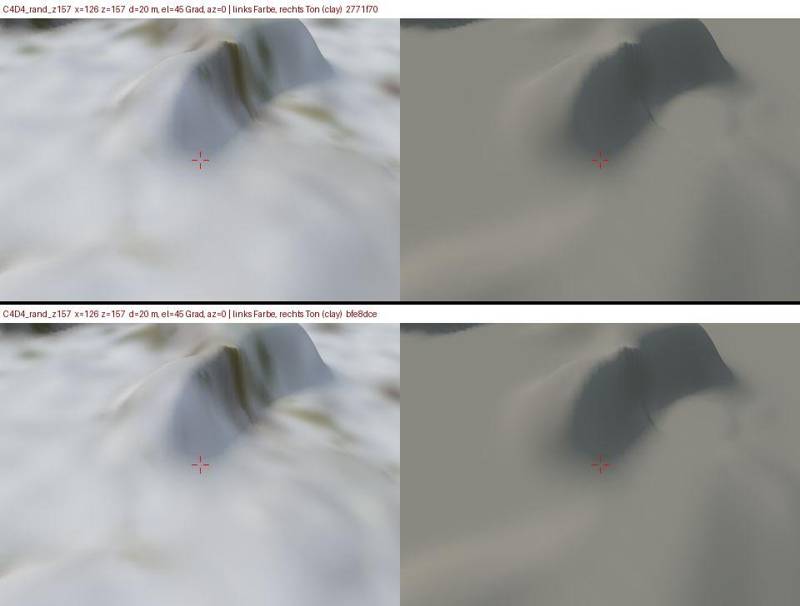 C4D4_rand_z157 x=126 z=157 d=20 m, el=45 Grad, az=0 | links Farbe, rechts Ton (clay) 2771f70
C4D4_rand_z157 x=126 z=157 d=20 m, el=45 Grad, az=0 | links Farbe, rechts Ton (clay) bfe8dce